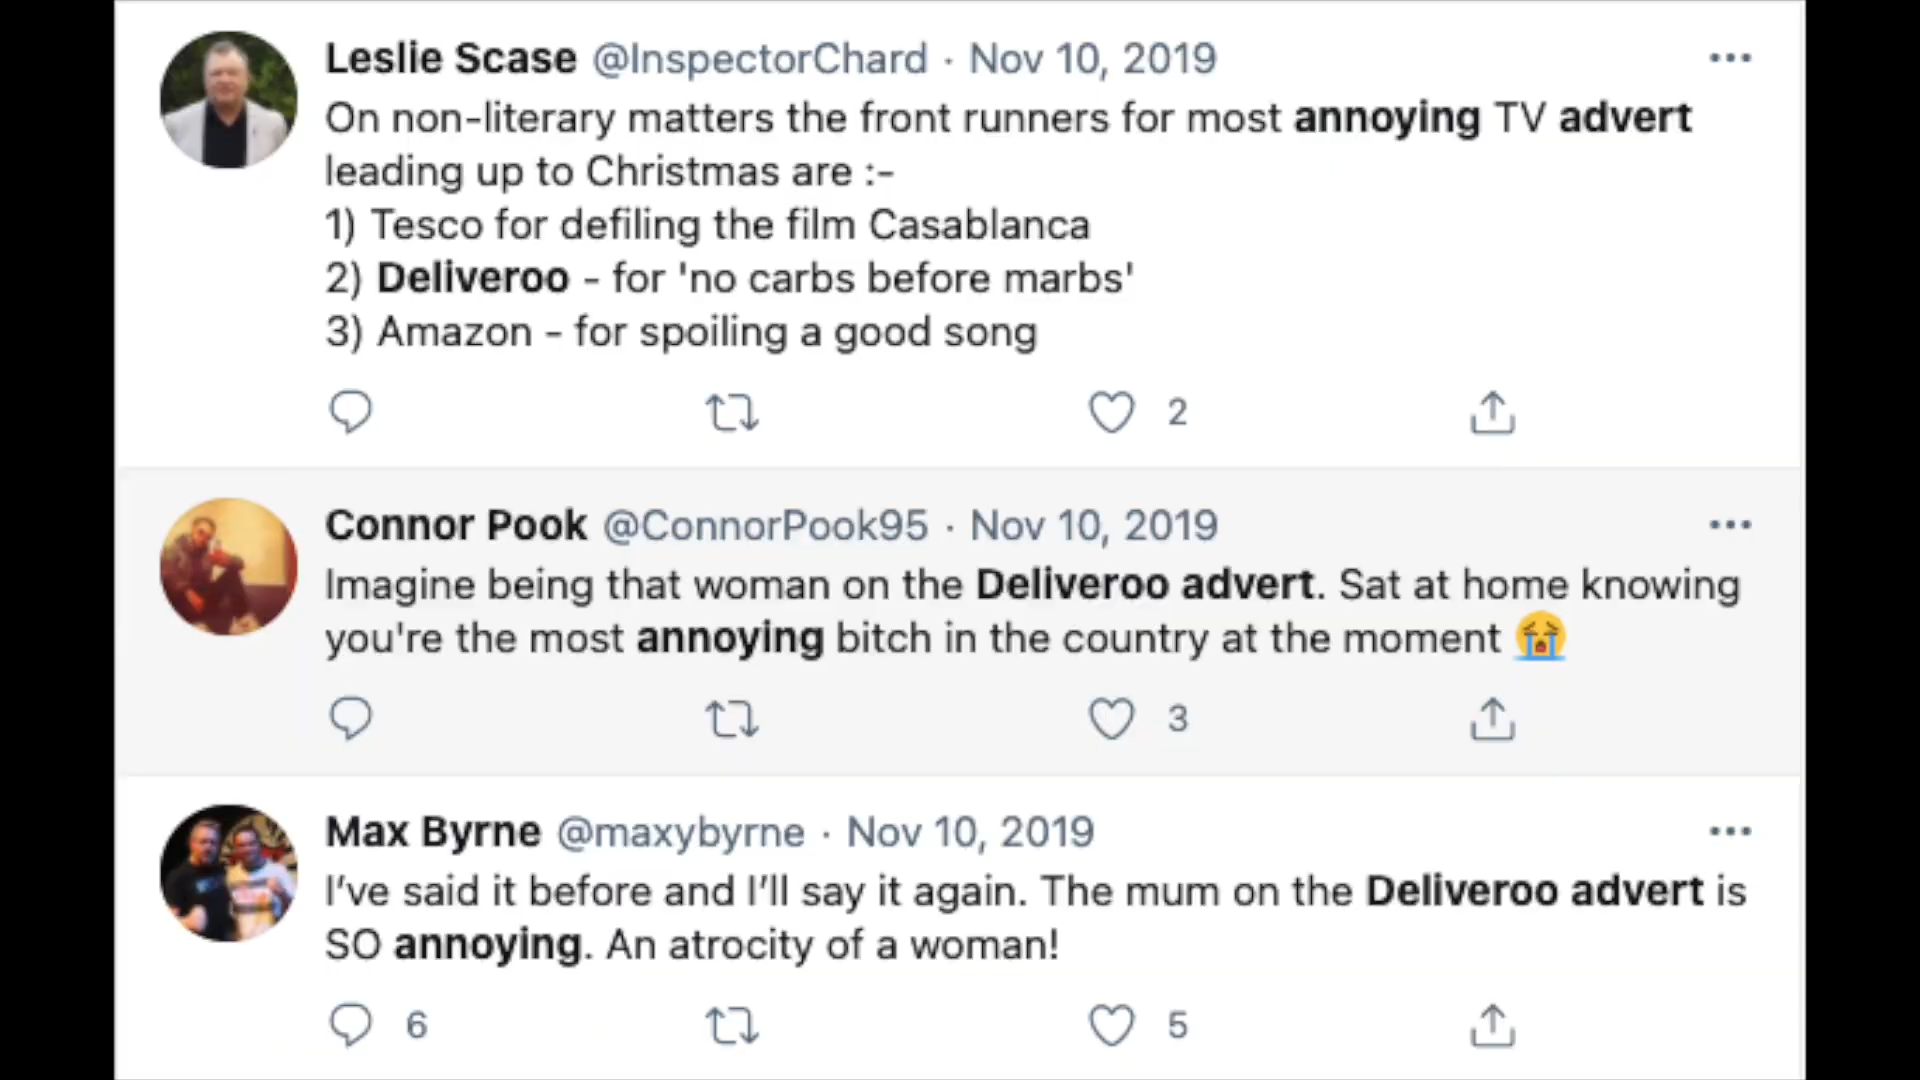 Leslie Scase @InspectorChard · Nov 10, 2019
On non-literary matters the front runners for most annoying TV advert
leading up to Christmas are :-
1) Tesco for defiling the film Casablanca
2) Deliveroo - for 'no carbs before marbs'
3) Amazon - for spoiling a good song
2
Connor Pook @ConnorPook95 · Nov 10, 2019
Imagine being that woman on the Deliveroo advert. Sat at home knowing
you're the most annoying bitch in the country at the moment 😭
3
Max Byrne @maxybyrne · Nov 10, 2019
I’ve said it before and I’ll say it again. The mum on the Deliveroo advert is
SO annoying. An atrocity of a woman!
6 5